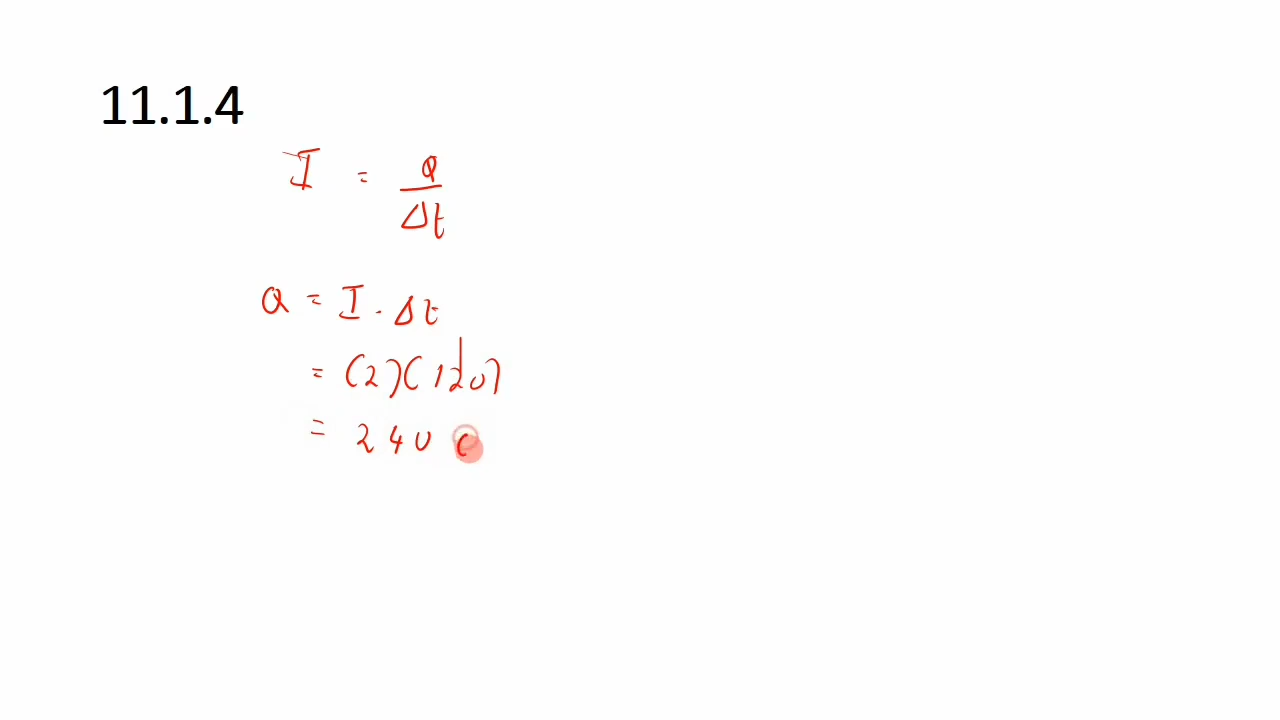 11.1.4
I = Q/Δt
Q = I . Δt
= (2)(120)
= 240 C